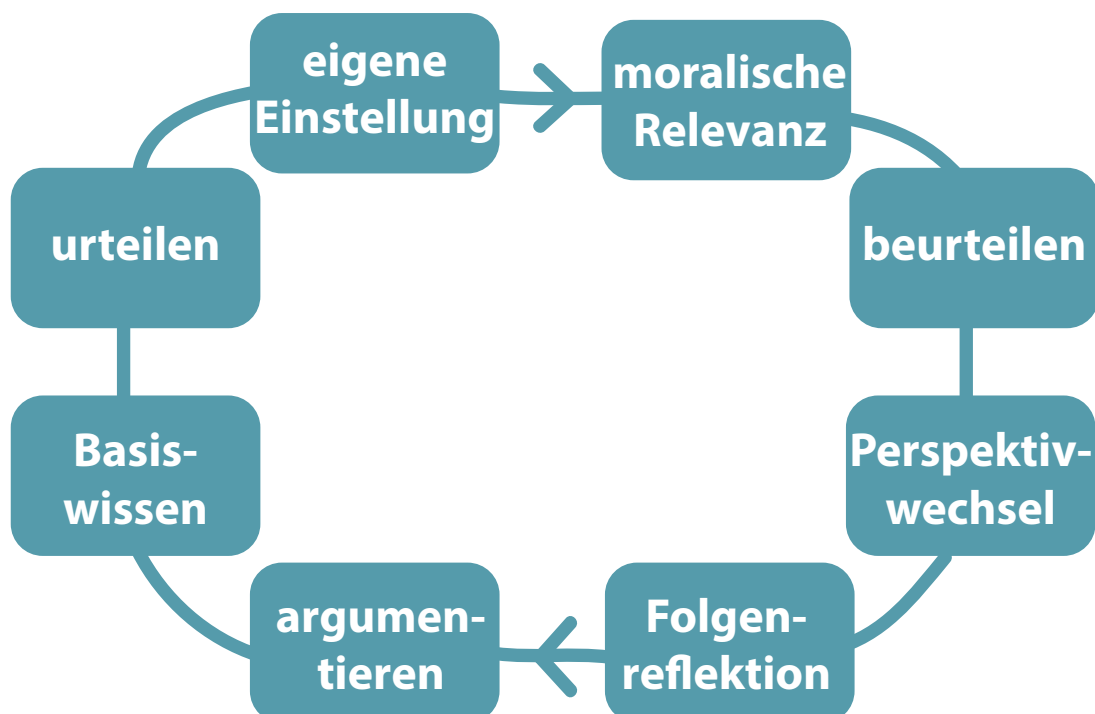 eigene
Einstellung
moralische
Relevanz
beurteilen
Perspektiv-
wechsel
Folgen-
reflektion
argumen-
tieren
Basis-
wissen
urteilen